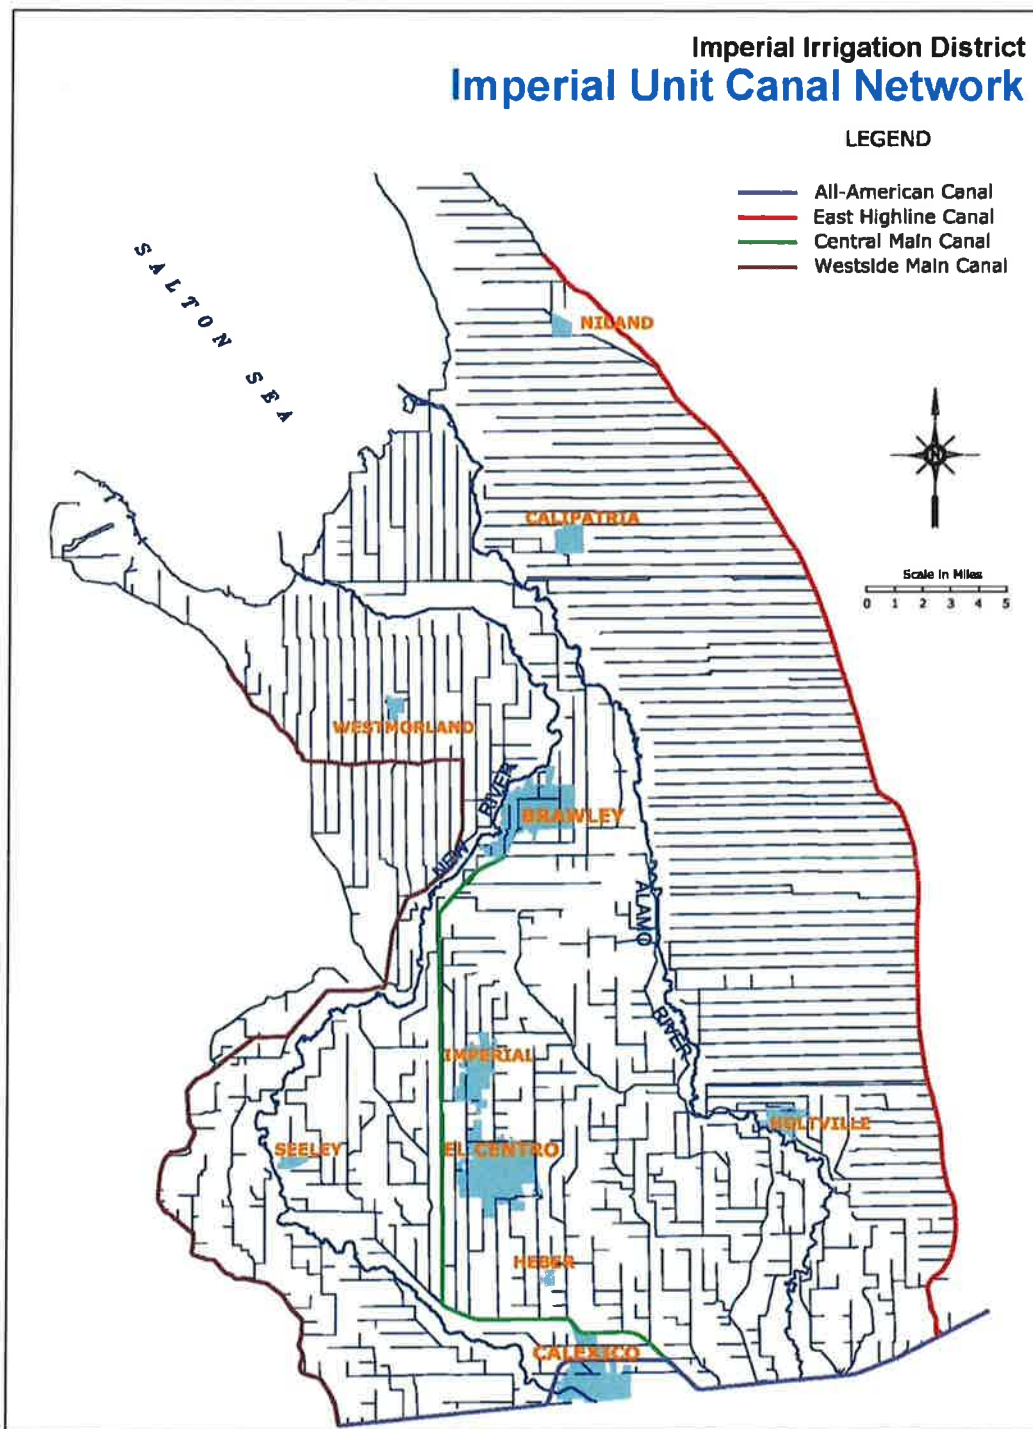 Imperial Irrigation District
Imperial Unit Canal Network
LEGEND
All-American Canal
East Highline Canal
Central Main Canal
Westside Main Canal
SALTON SEA
NILAND
N
CALIPATRIA
Scale in Miles
0 1 2 3 4 5
WESTMORLAND
NEW RIVER
BRAWLEY
ALAMO RIVER
IMPERIAL
HOLTVILLE
SEELEY
EL CENTRO
HEBER
CALEXICO